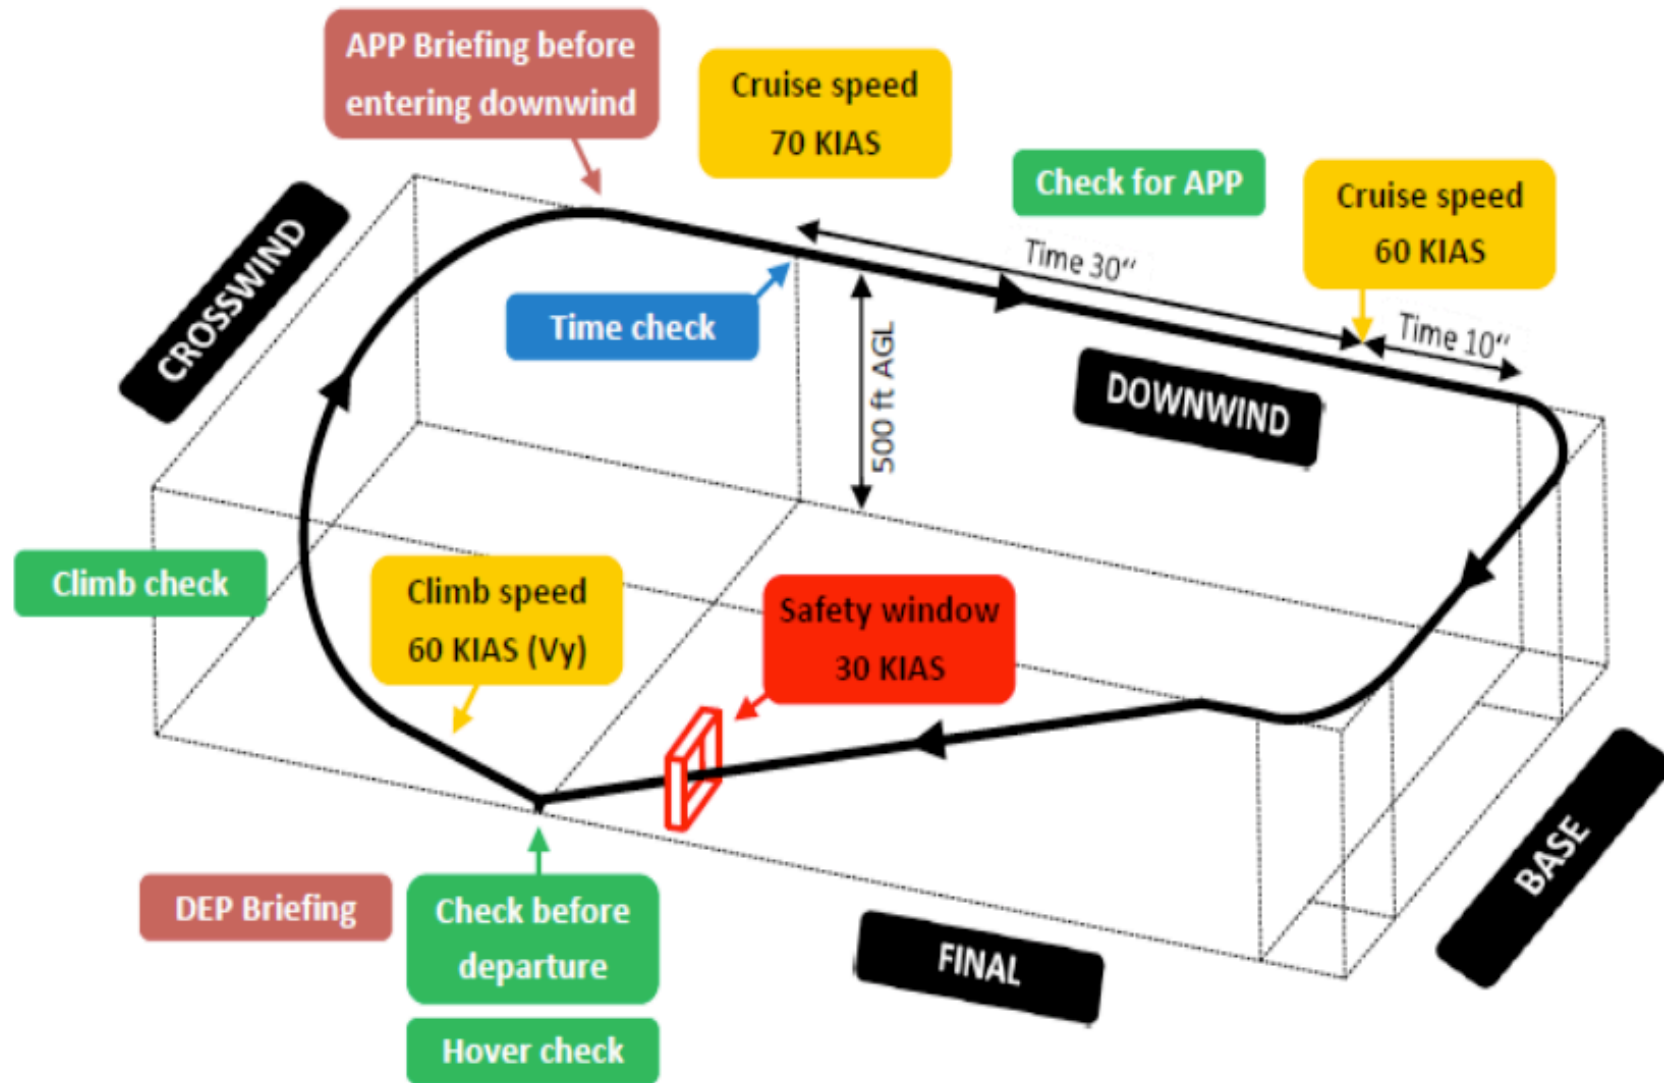 APP Briefing before
entering downwind
Cruise speed
70 KIAS
Check for APP
Cruise speed
60 KIAS
CROSSWIND
Time check
Time 30“
Time 10“
500 ft AGL
DOWNWIND
Climb check
Climb speed
60 KIAS (Vy)
Safety window
30 KIAS
DEP Briefing
Check before
departure
Hover check
FINAL
BASE